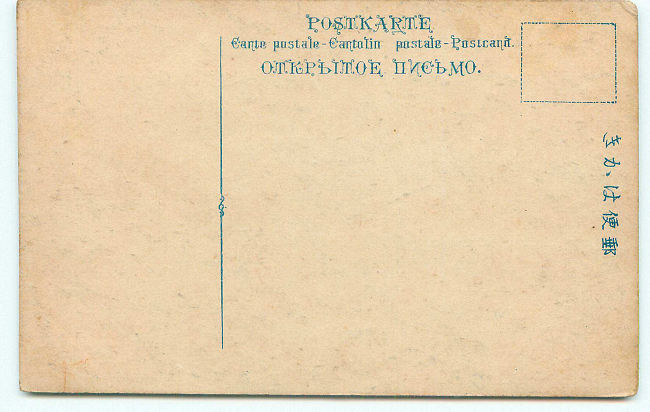 POSTKARTE
Carte postale-Cartolin postale-Postcard.
ОТКРЫТОЕ ПИСЬМО.
郵便はかき